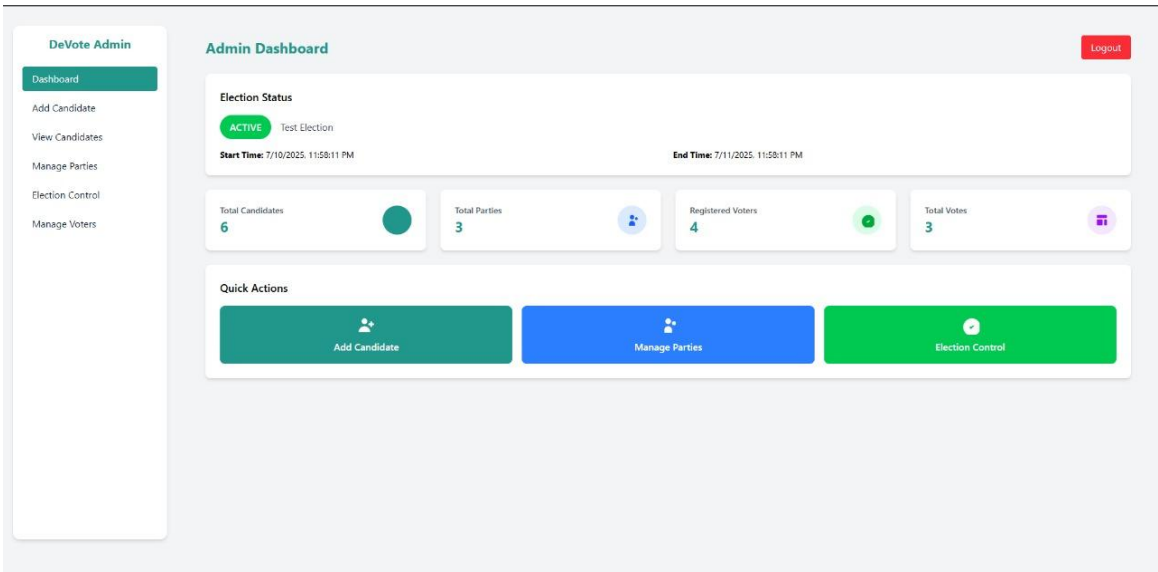 DeVote Admin
Dashboard
Add Candidate
View Candidates
Manage Parties
Election Control
Manage Voters
Admin Dashboard
Logout
Election Status
ACTIVE Test Election
Start Time: 7/10/2025, 11:58:11 PM End Time: 7/11/2025, 11:58:11 PM
Total Candidates
6
Total Parties
3
Registered Voters
4
Total Votes
3
Quick Actions
Add Candidate
Manage Parties
Election Control